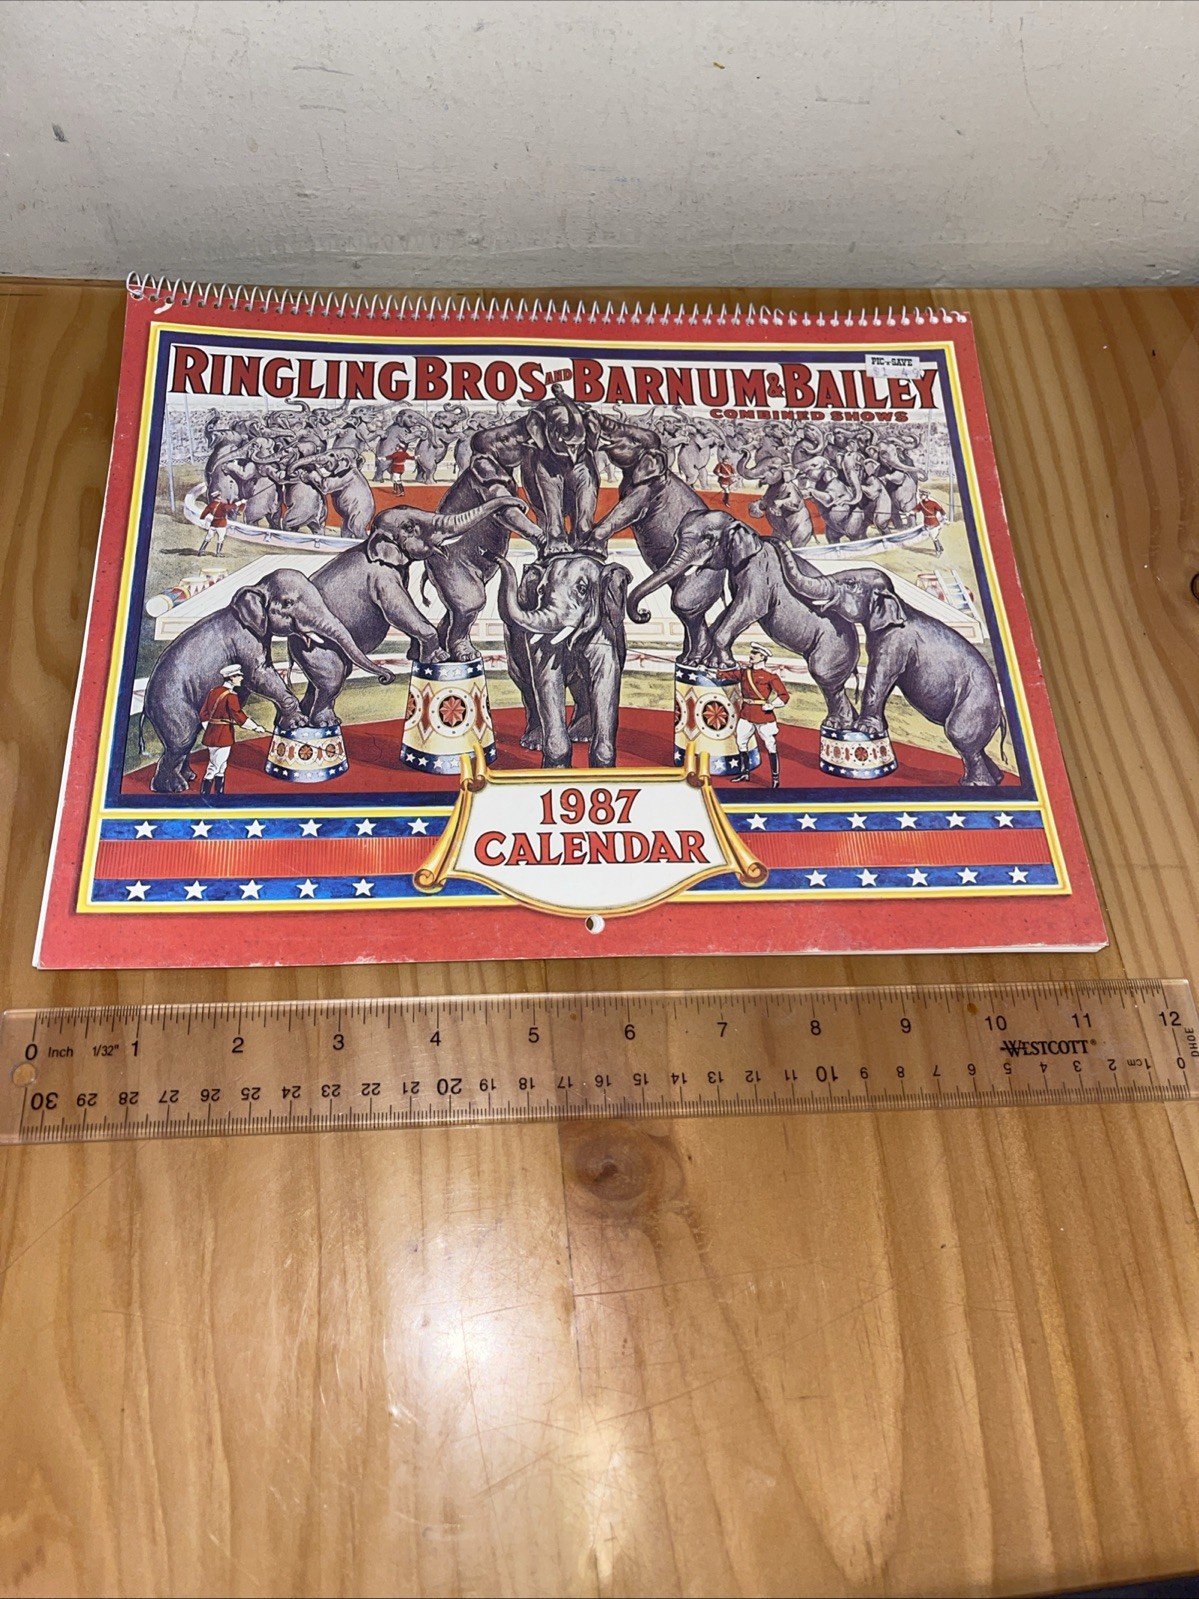 RINGLING BROS AND BARNUM & BAILEY
COMBINED SHOWS
PIC-N-SAVE
1987
CALENDAR
0 Inch 1/32" 1 2 3 4 5 6 7 8 9 10 11 12
WESTCOTT
30 29 28 27 26 25 24 23 22 21 20 19 18 17 16 15 14 13 12 11 10 9 8 7 6 5 4 3 2 1cm 0